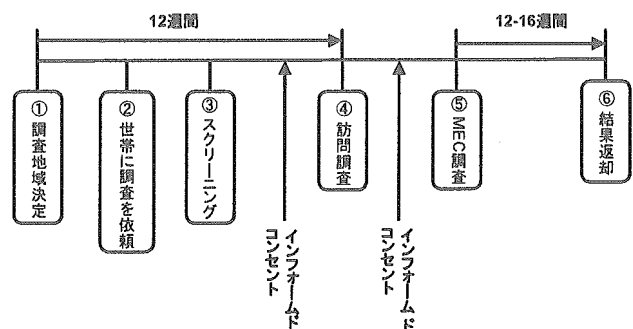 12週間
12-16週間
①調査地域決定
②世帯に調査を依頼
③スクリーニング
インフォームド
コンセント
④訪問調査
インフォームド
コンセント
⑤MEC調査
⑥結果返却